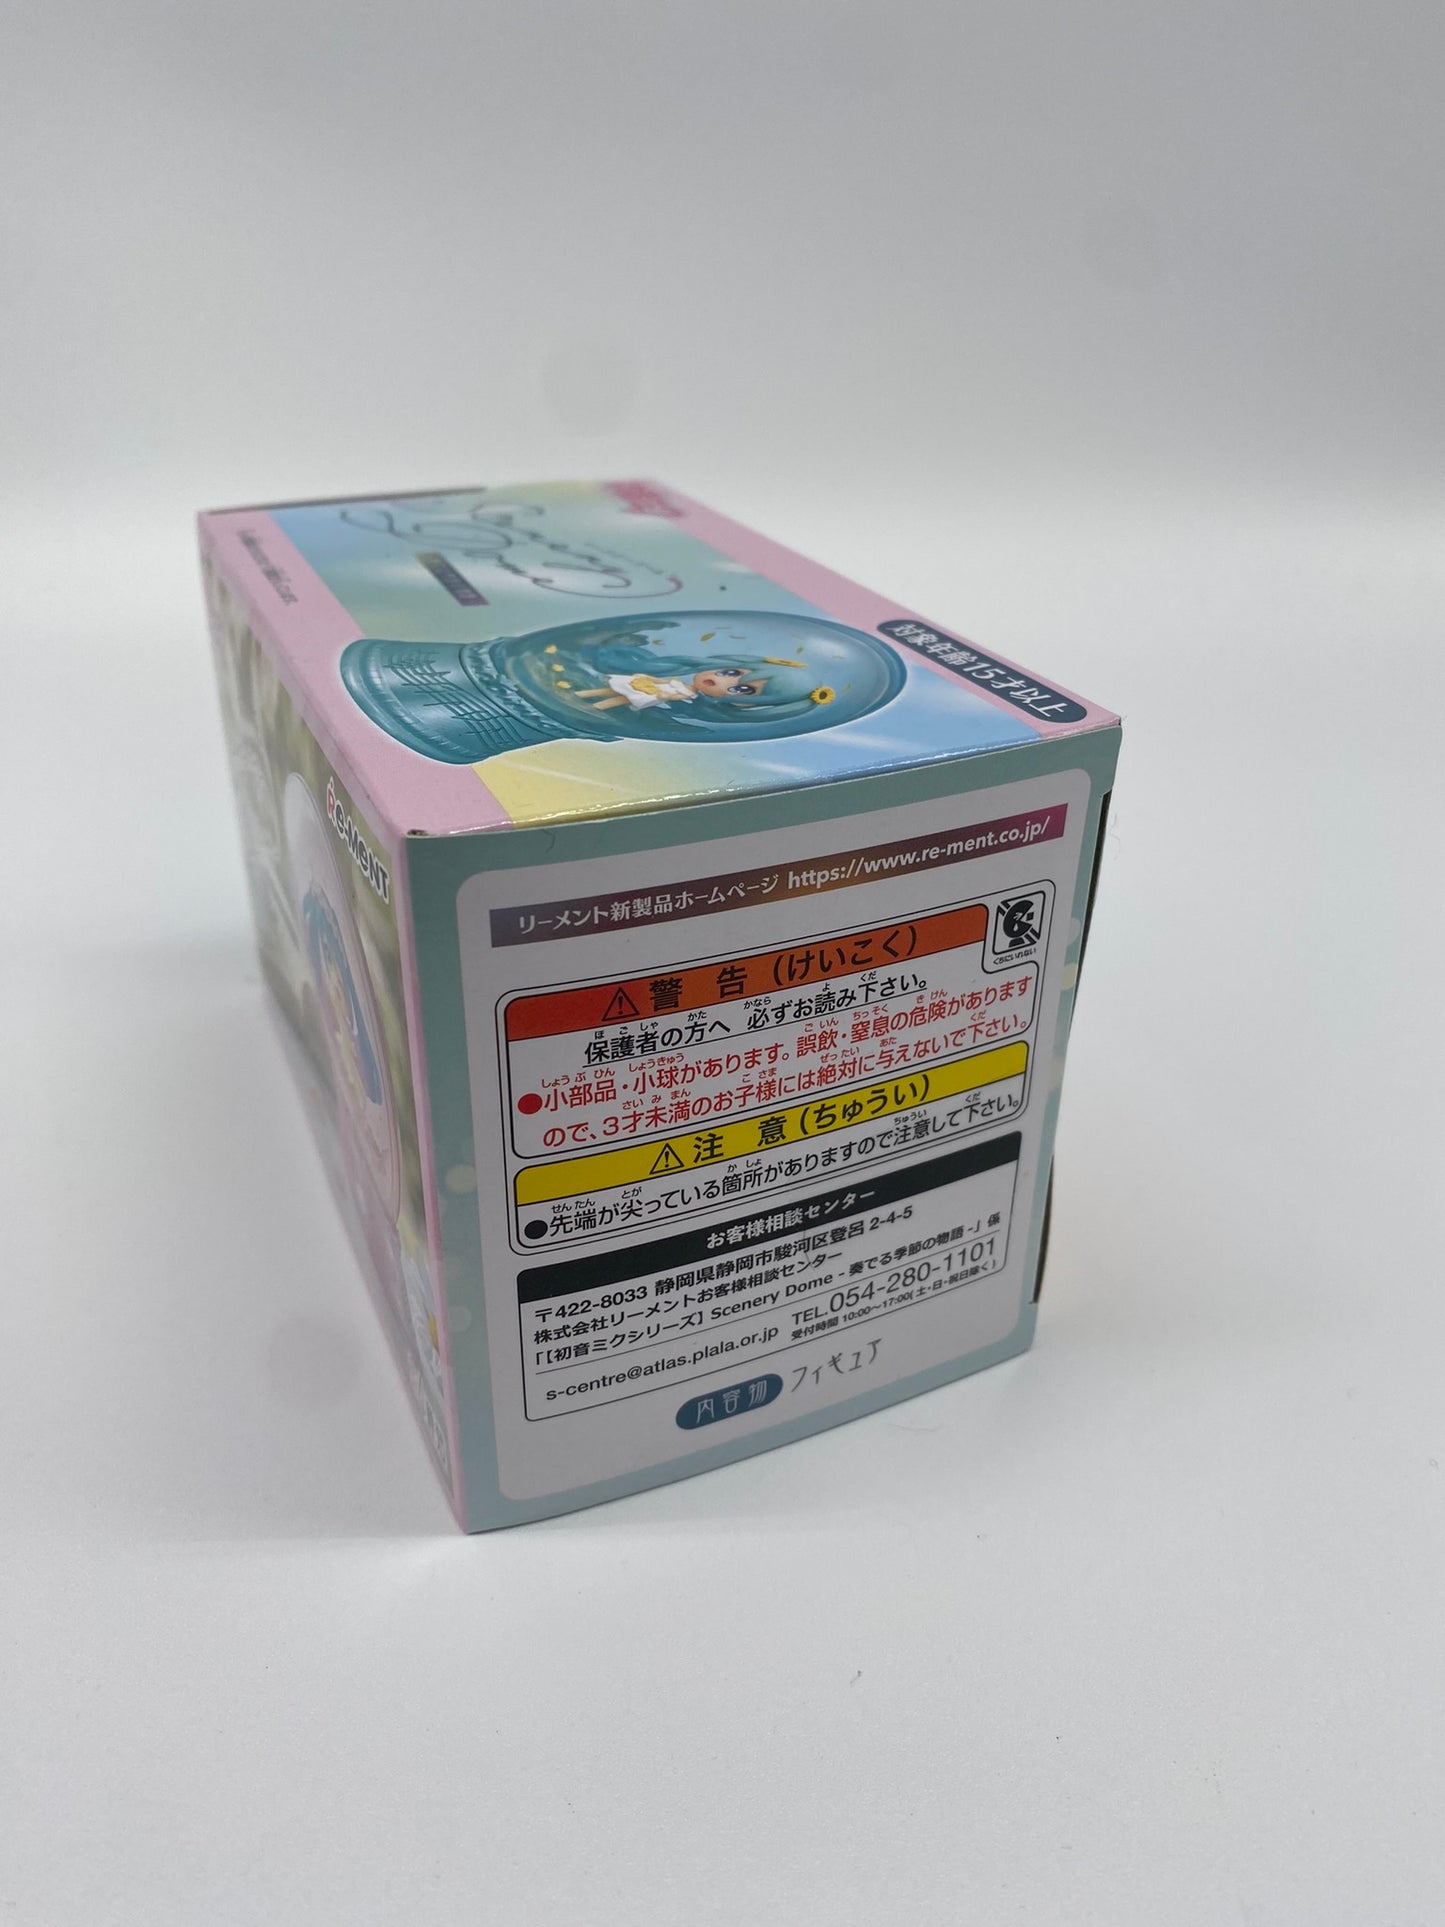 Scenery
Dome
対象年齢15才以上
Re-MeNT
リーメント新製品ホームページ https://www.re-ment.co.jp/
警 告 (けいこく)
くちにいれない
保護者の方へ 必ずお読み下さい。
●小部品・小球があります。誤飲・窒息の危険があります
ので、3才未満のお子様には絶対に与えないで下さい。
注 意 (ちゅうい)
●先端が尖っている箇所がありますので注意して下さい。
お客様相談センター
〒422-8033 静岡県静岡市駿河区登呂 2-4-5
株式会社リーメントお客様相談センター
「【初音ミクシリーズ】Scenery Dome - 奏でる季節の物語 -」係
s-centre@atlas.plala.or.jp TEL.054-280-1101
受付時間 10:00~17:00(土・日・祝日除く)
内容物 フィギュア